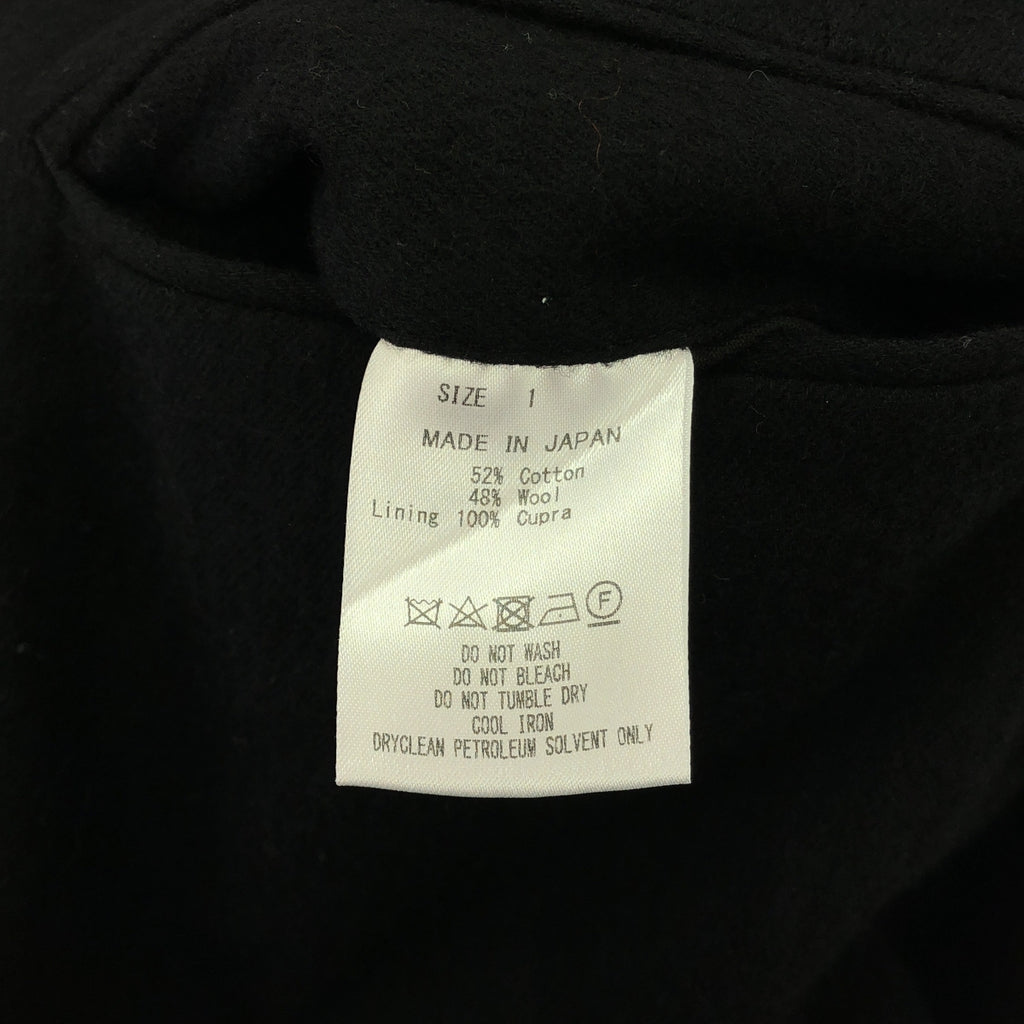 SIZE 1
MADE IN JAPAN
52% Cotton
48% Wool
Lining 100% Cupra
F
DO NOT WASH
DO NOT BLEACH
DO NOT TUMBLE DRY
COOL IRON
DRYCLEAN PETROLEUM SOLVENT ONLY